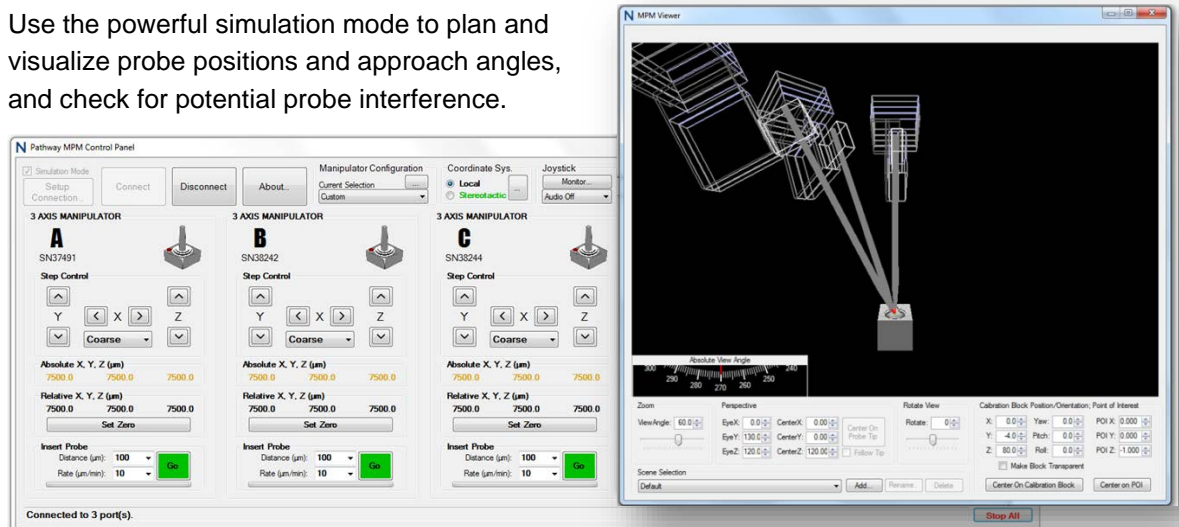 Use the powerful simulation mode to plan and
visualize probe positions and approach angles,
and check for potential probe interference.
N MPM Viewer
Absolute View Angle
300 290 280 270 260 250 240
Zoom Perspective Rotate View Calibration Block Position/Orientation; Point of Interest
ViewAngle: 60.0 EyeX: 0.0 CenterX: 0.00 Center On Probe Tip Rotate: 0 X: 0.0 Yaw: 0.0 POI X: 0.000
EyeY: 130.0 CenterY: 0.00 Y: -4.0 Pitch: 0.0 POI Y: 0.000
EyeZ: 120.0 CenterZ: 120.00 Follow Tip Z: 80.0 Roll: 0.0 POI Z: -1.000
Make Block Transparent
Scene Selection
Default Add... Rename... Delete Center On Calibration Block Center on POI
N Pathway MPM Control Panel
Simulation Mode Manipulator Configuration Coordinate Sys. Joystick
Setup Connection... Connect Disconnect About... Current Selection ... Local ... Monitor...
Custom Stereotactic Audio Off
3 AXIS MANIPULATOR 3 AXIS MANIPULATOR 3 AXIS MANIPULATOR
A B C
SN37491 SN38242 SN38244
Step Control Step Control Step Control
Y < X > Z Y < X > Z Y < X > Z
Coarse Coarse Coarse
Absolute X, Y, Z (µm) Absolute X, Y, Z (µm) Absolute X, Y, Z (µm)
7500.0 7500.0 7500.0 7500.0 7500.0 7500.0 7500.0 7500.0 7500.0
Relative X, Y, Z (µm) Relative X, Y, Z (µm) Relative X, Y, Z (µm)
7500.0 7500.0 7500.0 7500.0 7500.0 7500.0 7500.0 7500.0 7500.0
Set Zero Set Zero Set Zero
Insert Probe Insert Probe Insert Probe
Distance (µm): 100 Go Distance (µm): 100 Go Distance (µm): 100 Go
Rate (µm/min): 10 Rate (µm/min): 10 Rate (µm/min): 10
Connected to 3 port(s). Stop All